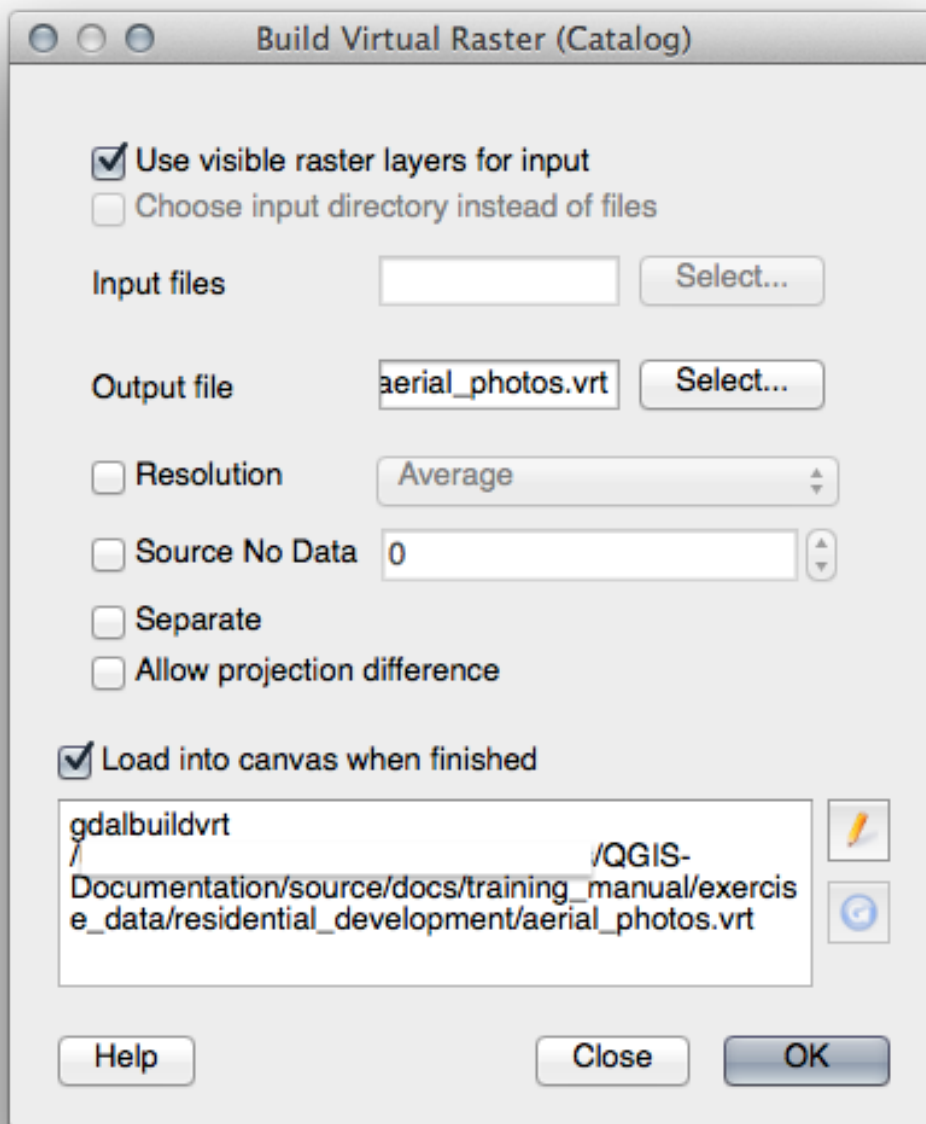 Build Virtual Raster (Catalog)
Use visible raster layers for input
Choose input directory instead of files
Input files Select...
Output file aerial_photos.vrt Select...
Resolution Average
Source No Data 0
Separate
Allow projection difference
Load into canvas when finished
gdalbuildvrt
/ /QGIS-
Documentation/source/docs/training_manual/exercis
e_data/residential_development/aerial_photos.vrt
Help Close OK